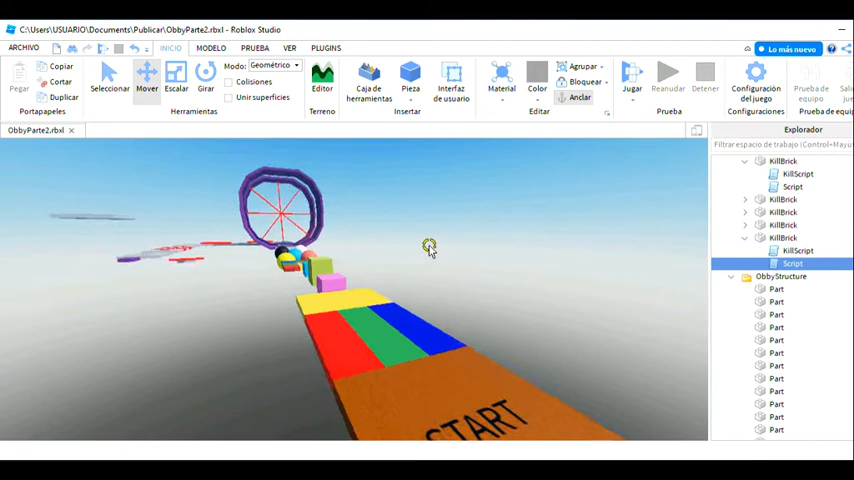 C:\Users\USUARIO\Documents\Publicar\ObbyParte2.rbxl - Roblox Studio
ARCHIVO INICIO MODELO PRUEBA VER PLUGINS Lo más nuevo
Pegar Copiar Cortar Duplicar
Portapapeles
Seleccionar Mover Escalar Girar
Modo: Geométrico
Colisiones
Unir superficies
Herramientas
Editor
Terreno
Caja de herramientas Pieza Interfaz de usuario
Insertar
Material Color
Agrupar
Bloquear
Anclar
Editar
Jugar Reanudar Detener
Prueba
Configuración del juego
Configuraciones
Prueba de equipo
Prueba de equipo
ObbyParte2.rbxl
Explorador
Filtrar espacio de trabajo (Control+Mayú
KillBrick
KillScript
Script
KillBrick
KillBrick
KillBrick
KillBrick
KillScript
Script
ObbyStructure
Part
Part
Part
Part
Part
Part
Part
Part
Part
Part
Part
Part
START